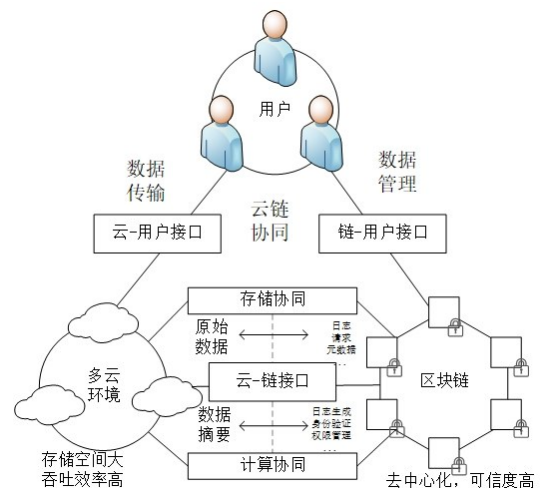 用户
数据
传输
数据
管理
云链
协同
云-用户接口
链-用户接口
存储协同
原始
数据
日志
请求
元数据
...
多云
环境
云-链接口
区块链
数据
摘要
日志生成
身份验证
权限管理
...
计算协同
存储空间大
吞吐效率高
去中心化，可信度高